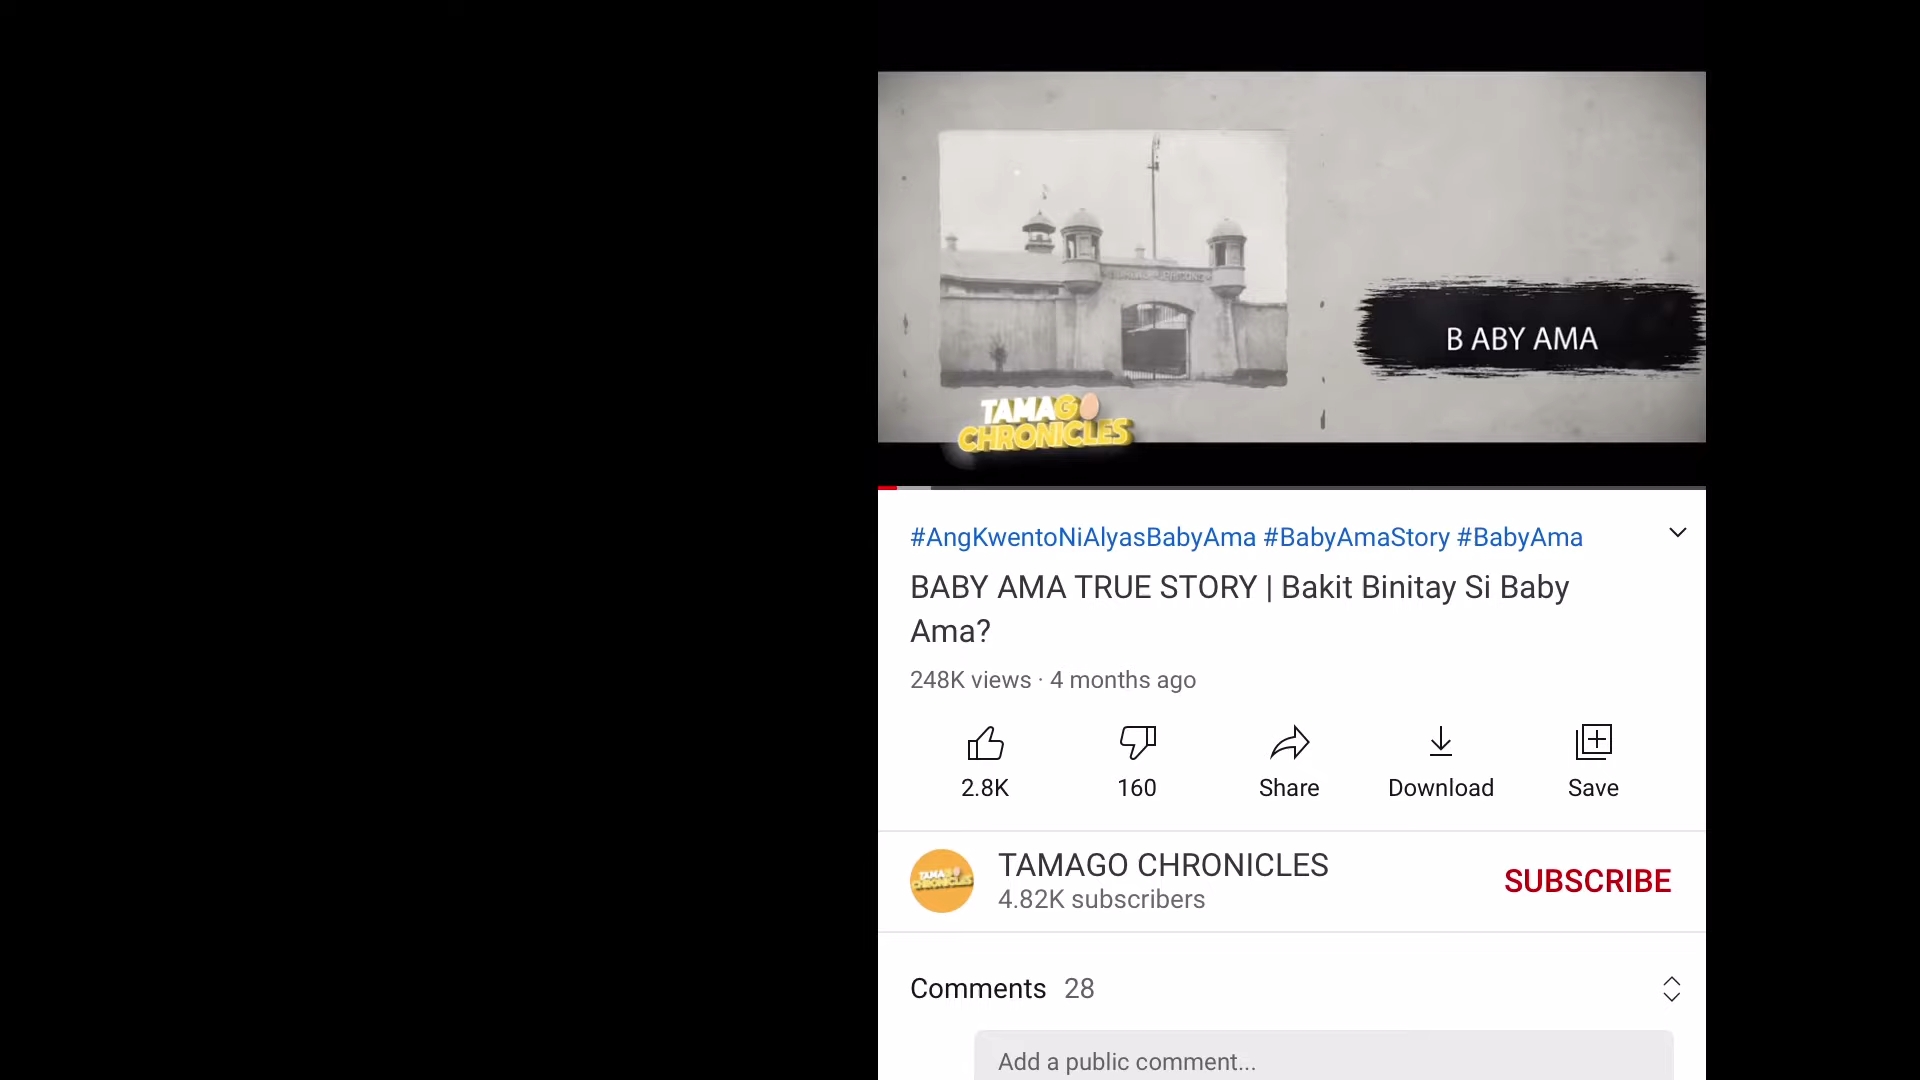 B ABY AMA
TAMAGO
CHRONICLES
#AngKwentoNiAlyasBabyAma #BabyAmaStory #BabyAma
BABY AMA TRUE STORY | Bakit Binitay Si Baby
Ama?
248K views · 4 months ago
2.8K
160
Share
Download
Save
TAMAGO
CHRONICLES
TAMAGO CHRONICLES
4.82K subscribers
SUBSCRIBE
Comments 28
Add a public comment...